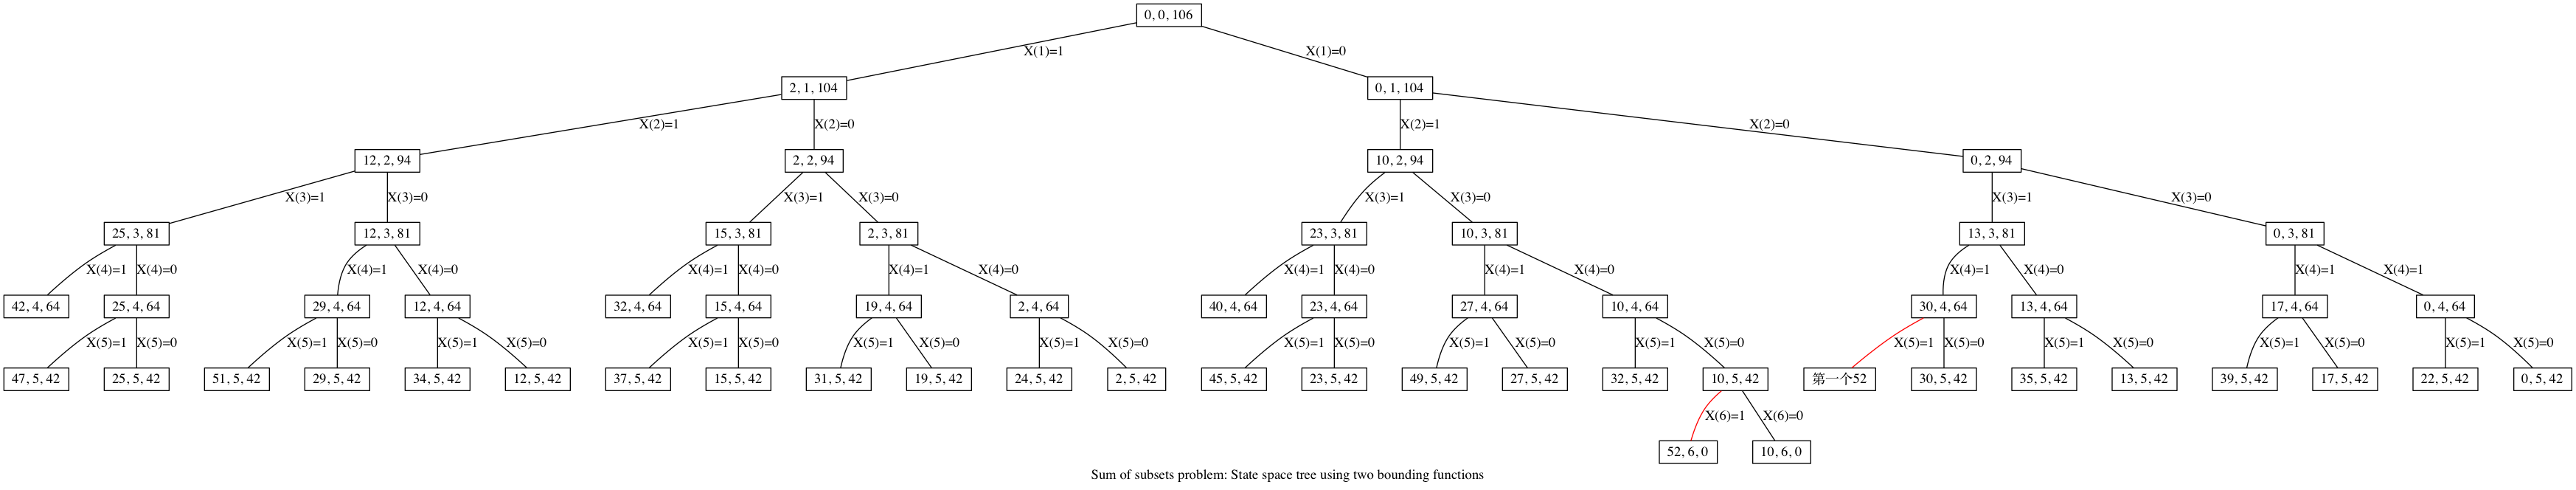 0, 0, 106
X(1)=1
X(1)=0
2, 1, 104
0, 1, 104
X(2)=1
X(2)=0
X(2)=1
X(2)=0
12, 2, 94
2, 2, 94
10, 2, 94
0, 2, 94
X(3)=1
X(3)=0
X(3)=1
X(3)=0
X(3)=1
X(3)=0
X(3)=1
X(3)=0
25, 3, 81
12, 3, 81
15, 3, 81
2, 3, 81
23, 3, 81
10, 3, 81
13, 3, 81
0, 3, 81
X(4)=1
X(4)=0
X(4)=1
X(4)=0
X(4)=1
X(4)=0
X(4)=1
X(4)=0
X(4)=1
X(4)=0
X(4)=1
X(4)=0
X(4)=1
X(4)=0
X(4)=1
X(4)=1
42, 4, 64
25, 4, 64
29, 4, 64
12, 4, 64
32, 4, 64
15, 4, 64
19, 4, 64
2, 4, 64
40, 4, 64
23, 4, 64
27, 4, 64
10, 4, 64
30, 4, 64
13, 4, 64
17, 4, 64
0, 4, 64
X(5)=1
X(5)=0
X(5)=1
X(5)=0
X(5)=1
X(5)=0
X(5)=1
X(5)=0
X(5)=1
X(5)=0
X(5)=1
X(5)=0
X(5)=1
X(5)=0
X(5)=1
X(5)=0
X(5)=1
X(5)=0
X(5)=1
X(5)=0
X(5)=1
X(5)=0
X(5)=1
X(5)=0
X(5)=1
X(5)=0
47, 5, 42
25, 5, 42
51, 5, 42
29, 5, 42
34, 5, 42
12, 5, 42
37, 5, 42
15, 5, 42
31, 5, 42
19, 5, 42
24, 5, 42
2, 5, 42
45, 5, 42
23, 5, 42
49, 5, 42
27, 5, 42
32, 5, 42
10, 5, 42
第一个52
30, 5, 42
35, 5, 42
13, 5, 42
39, 5, 42
17, 5, 42
22, 5, 42
0, 5, 42
X(6)=1
X(6)=0
52, 6, 0
10, 6, 0
Sum of subsets problem: State space tree using two bounding functions